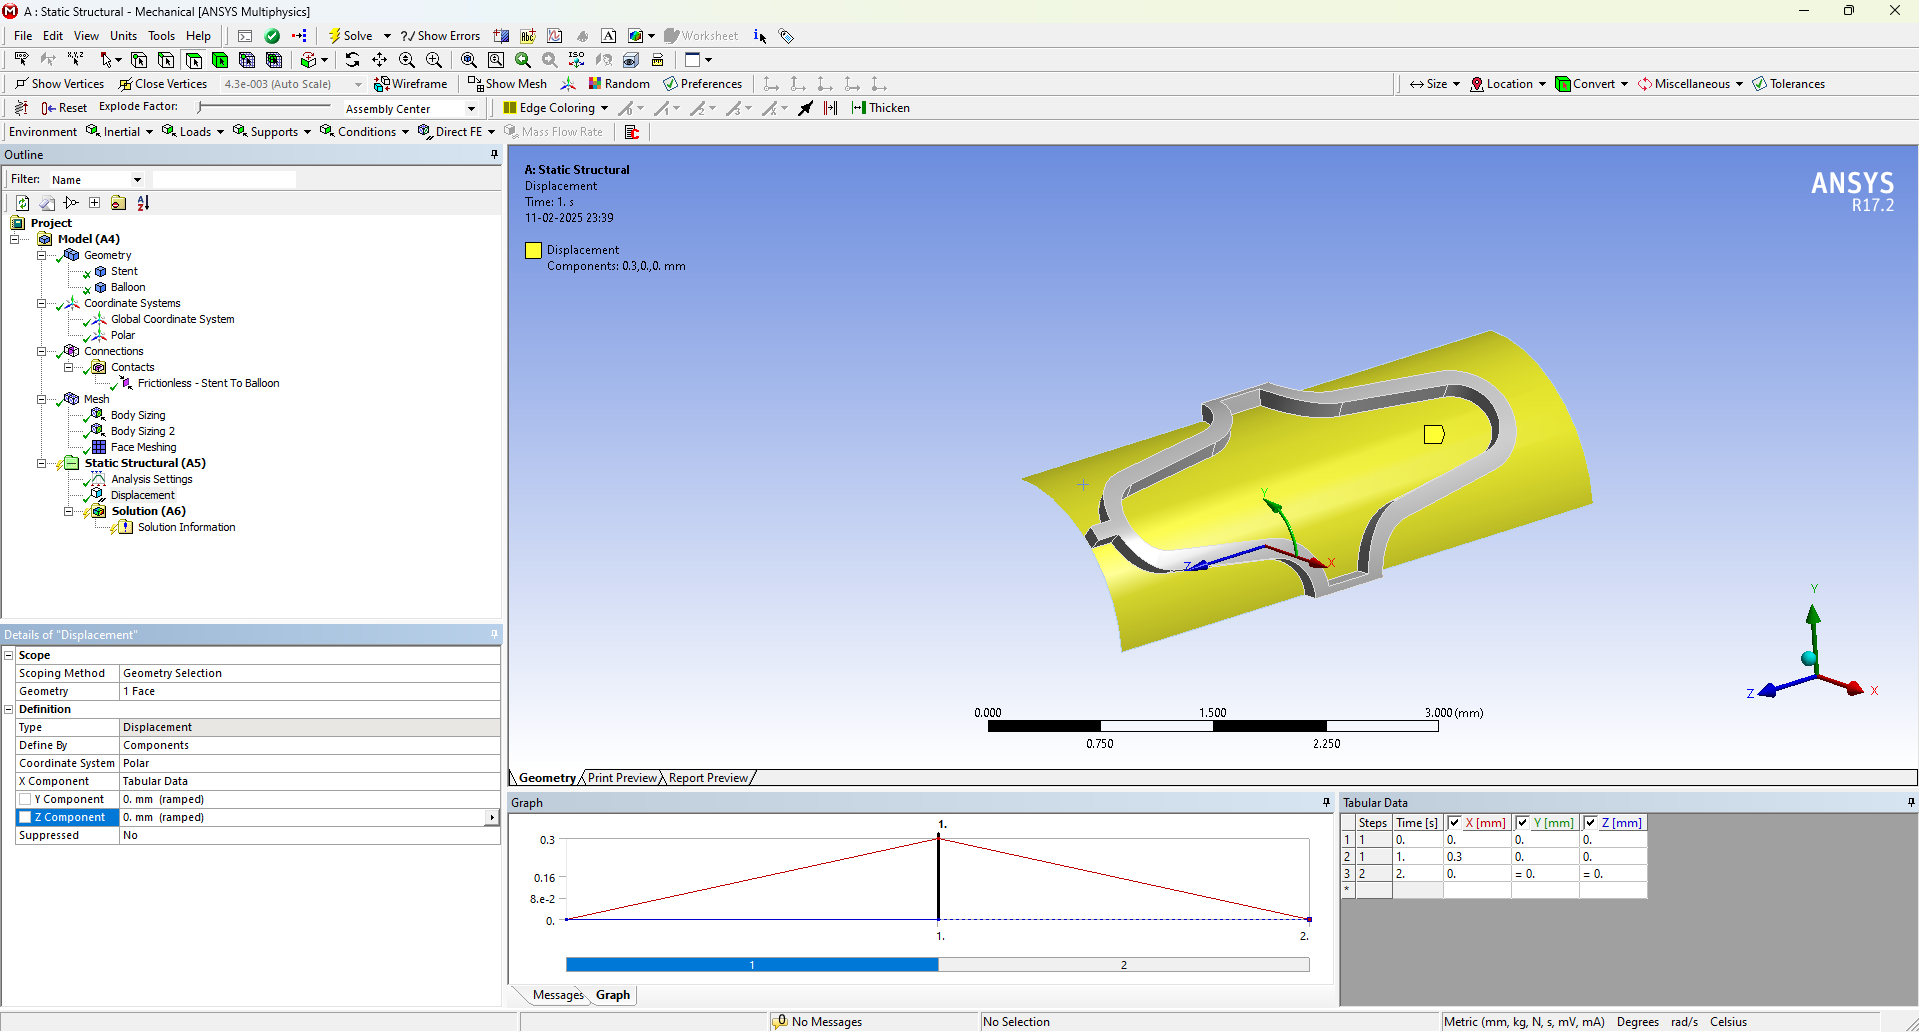 A : Static Structural - Mechanical [ANSYS Multiphysics]
File Edit View Units Tools Help Solve ?/ Show Errors Worksheet
Show Vertices Close Vertices 4.3e-003 (Auto Scale) Wireframe Show Mesh Random Preferences Size Location Convert Miscellaneous Tolerances
Reset Explode Factor: Assembly Center Edge Coloring Thicken
Environment Inertial Loads Supports Conditions Direct FE Mass Flow Rate
Outline
Filter: Name
Project
Model (A4)
Geometry
Stent
Balloon
Coordinate Systems
Global Coordinate System
Polar
Connections
Contacts
Frictionless - Stent To Balloon
Mesh
Body Sizing
Body Sizing 2
Face Meshing
Static Structural (A5)
Analysis Settings
Displacement
Solution (A6)
Solution Information
Details of "Displacement"
Scope
Scoping Method Geometry Selection
Geometry 1 Face
Definition
Type Displacement
Define By Components
Coordinate System Polar
X Component Tabular Data
Y Component 0. mm (ramped)
Z Component 0. mm (ramped)
Suppressed No
A: Static Structural
Displacement
Time: 1. s
11-02-2025 23:39
Displacement
Components: 0.3,0.,0. mm
ANSYS
R17.2
Y
Z X
Y
Z X
0.000 1.500 3.000 (mm)
0.750 2.250
Geometry Print Preview Report Preview
Graph
1.
0.3
0.16
8.e-2
0.
1. 2.
1 2
Messages Graph
Tabular Data
Steps Time [s] X [mm] Y [mm] Z [mm]
1 1 0. 0. 0. 0.
2 1 1. 0.3 0. 0.
3 2 2. 0. = 0. = 0.
*
0 No Messages No Selection Metric (mm, kg, N, s, mV, mA) Degrees rad/s Celsius